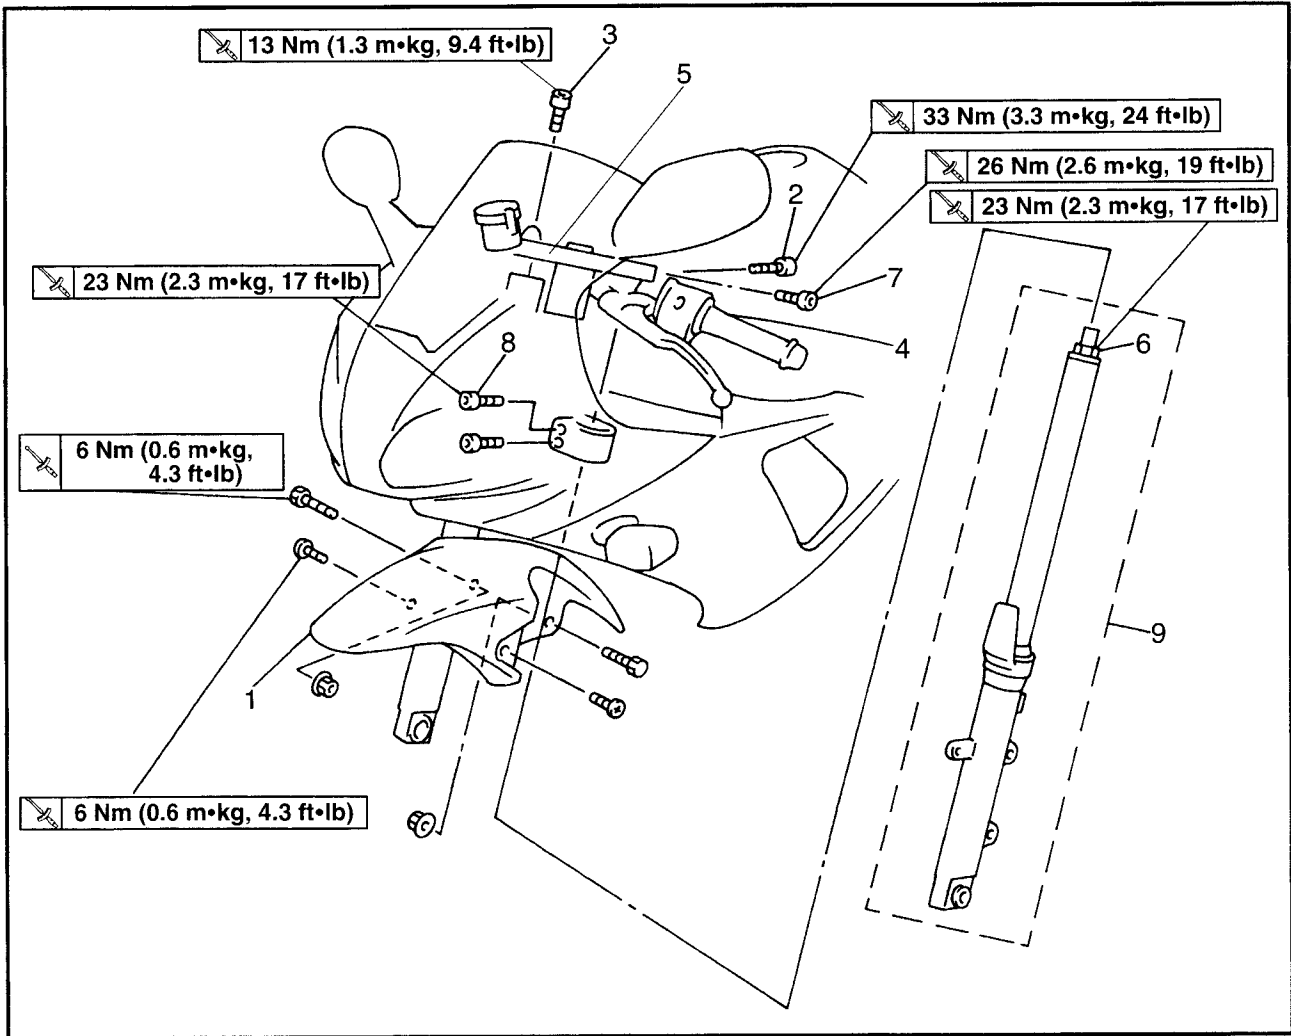 13 Nm (1.3 m•kg, 9.4 ft•lb)
3
5
33 Nm (3.3 m•kg, 24 ft•lb)
26 Nm (2.6 m•kg, 19 ft•lb)
2
23 Nm (2.3 m•kg, 17 ft•lb)
23 Nm (2.3 m•kg, 17 ft•lb)
7
8
4
6
6 Nm (0.6 m•kg,
4.3 ft•lb)
9
1
6 Nm (0.6 m•kg, 4.3 ft•lb)